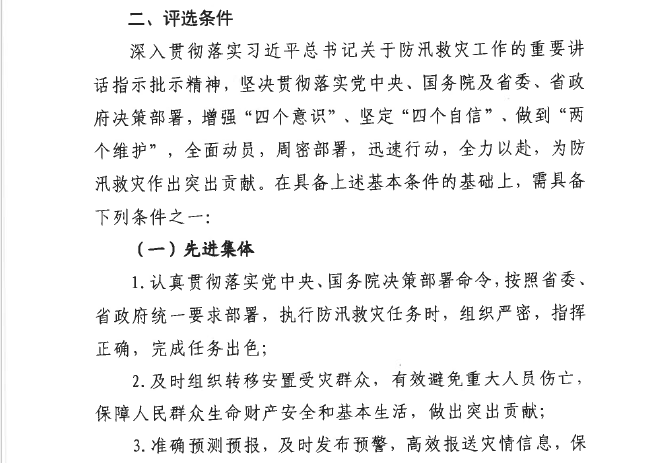 二、评选条件
深入贯彻落实习近平总书记关于防汛救灾工作的重要讲
话指示批示精神，坚决贯彻落实党中央、国务院及省委、省政
府决策部署，增强“四个意识”、坚定“四个自信”、做到“两
个维护”，全面动员，周密部署，迅速行动，全力以赴，为防
汛救灾作出突出贡献。在具备上述基本条件的基础上，需具备
下列条件之一：
（一）先进集体
1.认真贯彻落实党中央、国务院决策部署命令，按照省委、
省政府统一要求部署，执行防汛救灾任务时，组织严密，指挥
正确，完成任务出色；
2.及时组织转移安置受灾群众，有效避免重大人员伤亡，
保障人民群众生命财产安全和基本生活，做出突出贡献；
3.准确预测预报，及时发布预警，高效报送灾情信息，保